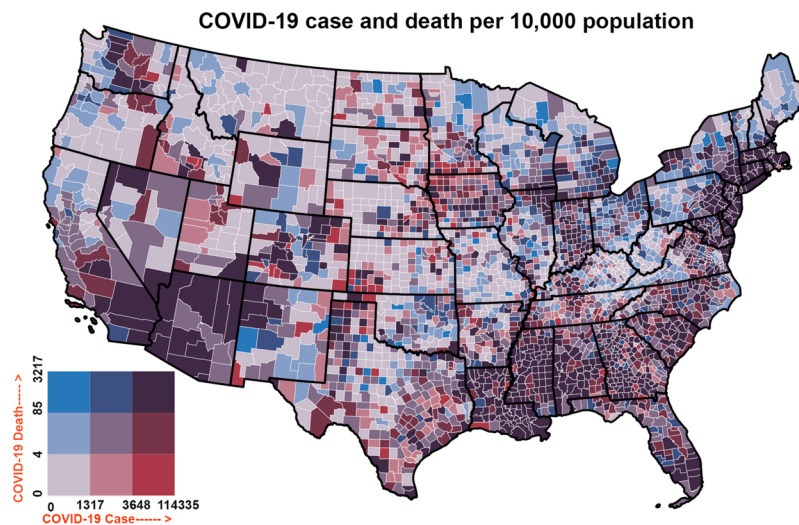 COVID-19 case and death per 10,000 population
COVID-19 Death----- >
3217
85
4
0
0 1317 3648 114335
COVID-19 Case------ >